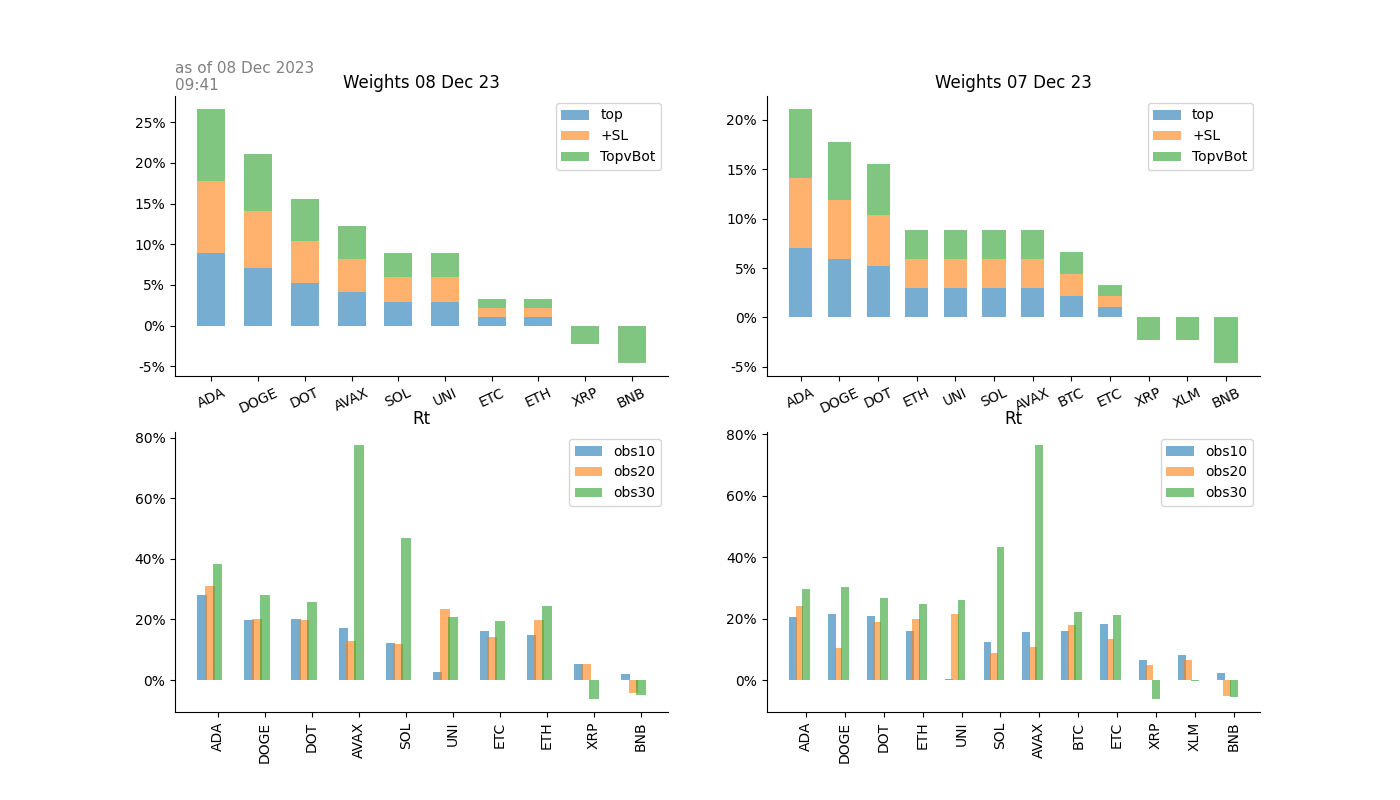 as of 08 Dec 2023
09:41
Weights 08 Dec 23
25%
20%
15%
10%
5%
0%
-5%
top
+SL
TopvBot
ADA DOGE DOT AVAX SOL UNI ETC ETH XRP BNB
Weights 07 Dec 23
20%
15%
10%
5%
0%
-5%
top
+SL
TopvBot
ADA DOGE DOT ETH UNI SOL AVAX BTC ETC XRP XLM BNB
Rt
80%
60%
40%
20%
0%
obs10
obs20
obs30
ADA DOGE DOT AVAX SOL UNI ETC ETH XRP BNB
Rt
80%
60%
40%
20%
0%
obs10
obs20
obs30
ADA DOGE DOT ETH UNI SOL AVAX BTC ETC XRP XLM BNB